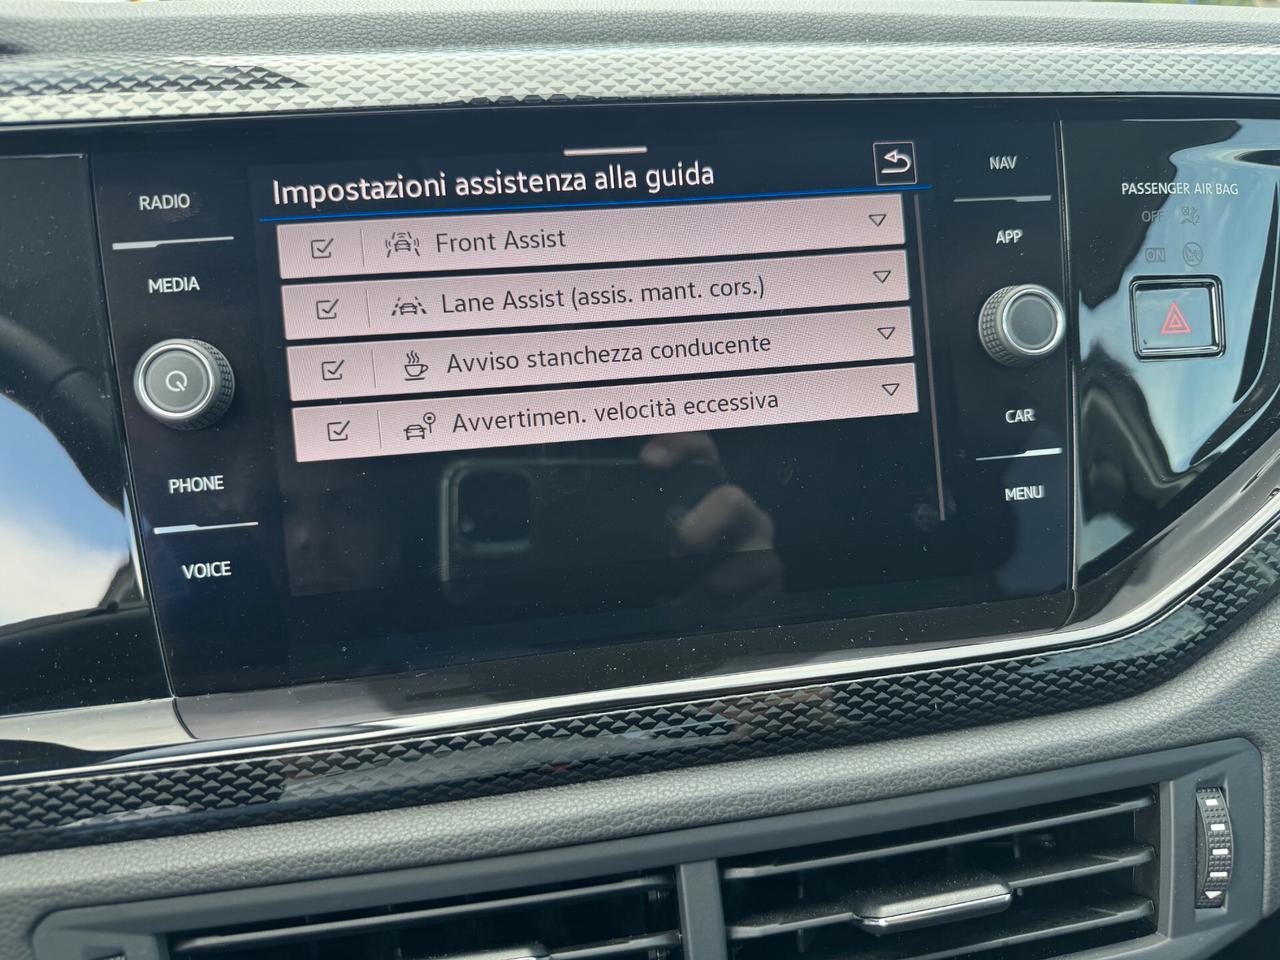 RADIO
MEDIA
PHONE
VOICE
Impostazioni assistenza alla guida
Front Assist
Lane Assist (assis. mant. cors.)
Avviso stanchezza conducente
Avvertimen. velocità eccessiva
NAV
APP
CAR
MENU
PASSENGER AIR BAG
OFF
ON